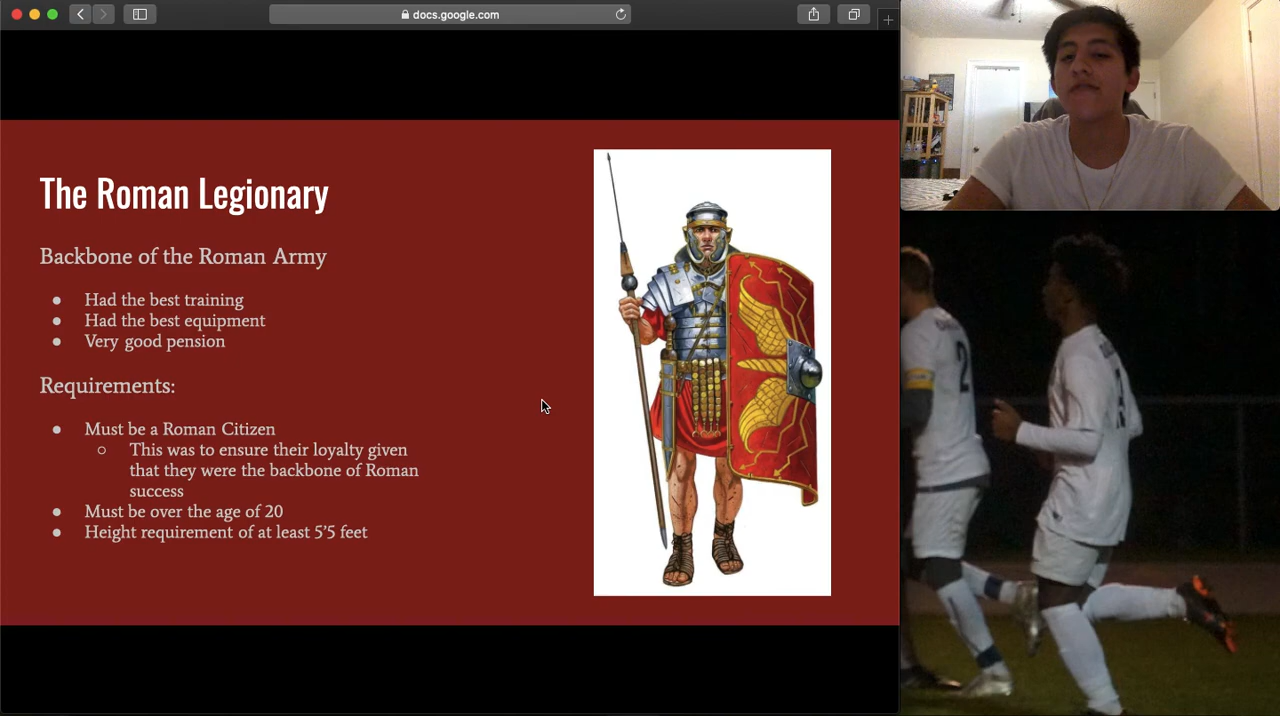 docs.google.com
The Roman Legionary
Backbone of the Roman Army
● Had the best training
● Had the best equipment
● Very good pension
Requirements:
● Must be a Roman Citizen
○ This was to ensure their loyalty given
that they were the backbone of Roman
success
● Must be over the age of 20
● Height requirement of at least 5’5 feet
2